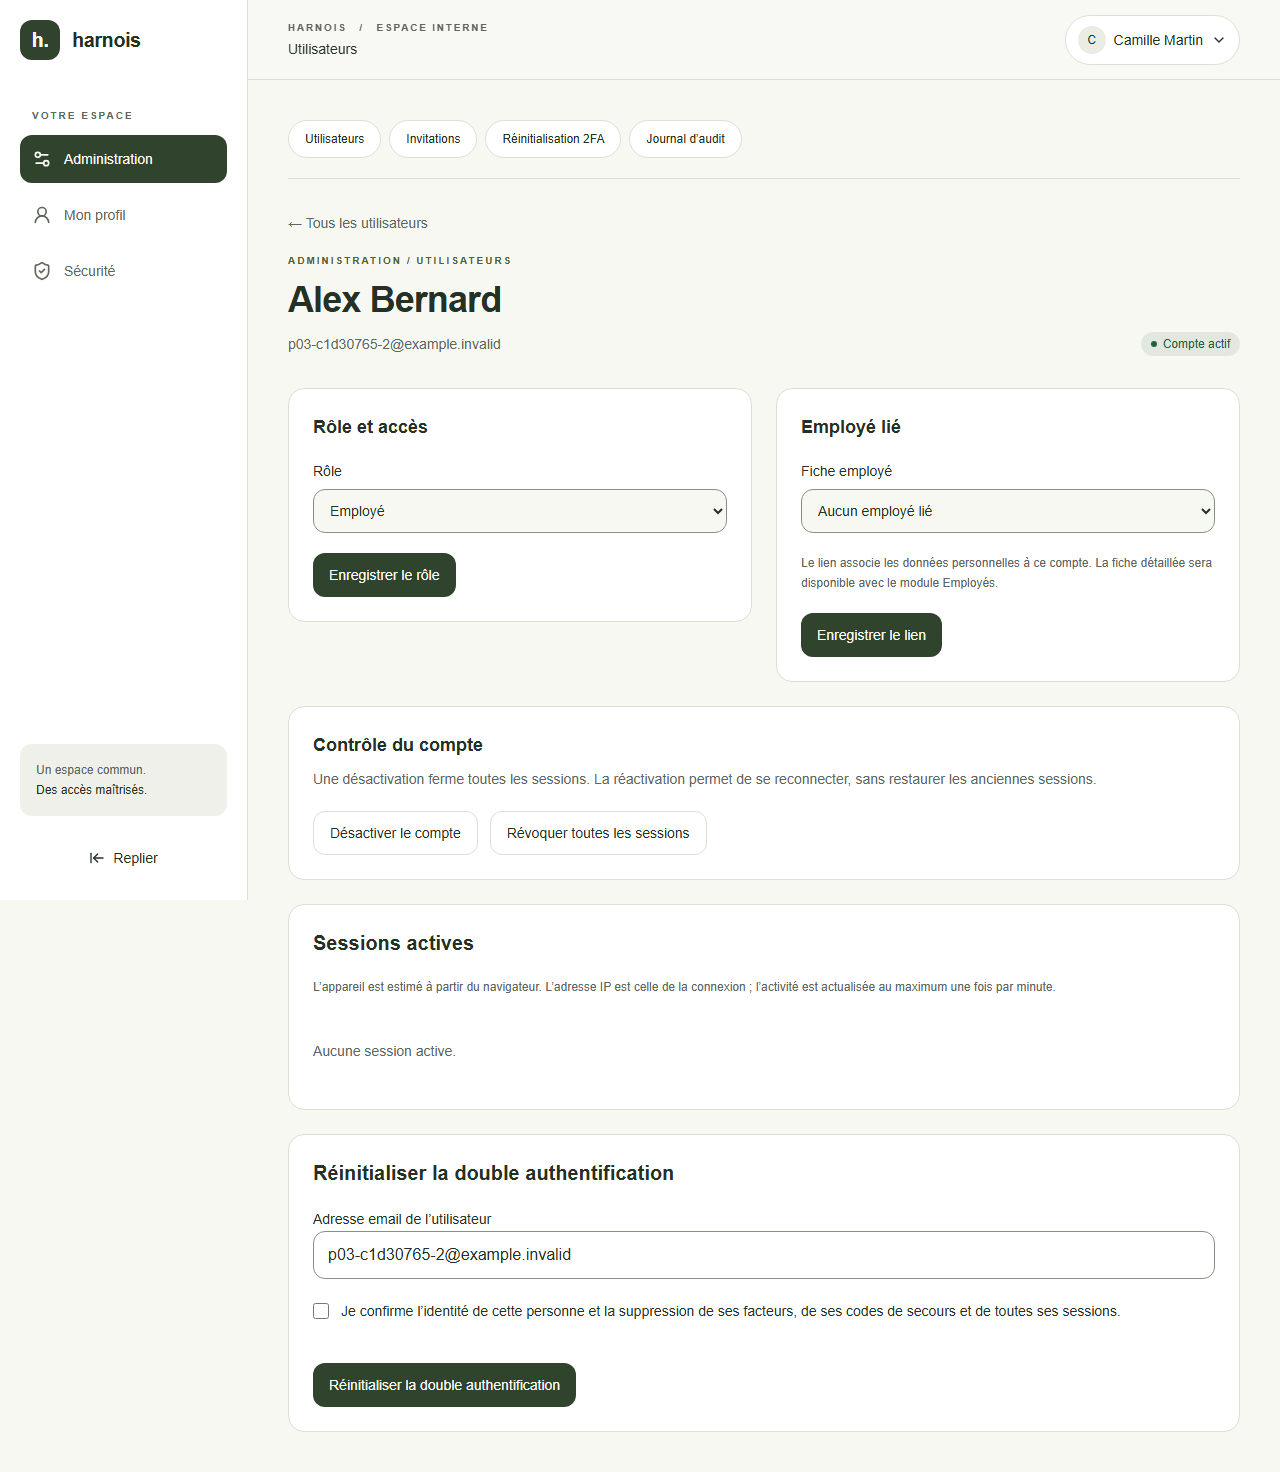 h. harnois
VOTRE ESPACE
Administration
Mon profil
Sécurité
Un espace commun.
Des accès maîtrisés.
Replier
HARNOIS / ESPACE INTERNE
Utilisateurs
C Camille Martin
Utilisateurs
Invitations
Réinitialisation 2FA
Journal d’audit
← Tous les utilisateurs
ADMINISTRATION / UTILISATEURS
Alex Bernard
p03-c1d30765-2@example.invalid
Compte actif
Rôle et accès
Rôle
Employé
Enregistrer le rôle
Employé lié
Fiche employé
Aucun employé lié
Le lien associe les données personnelles à ce compte. La fiche détaillée sera
disponible avec le module Employés.
Enregistrer le lien
Contrôle du compte
Une désactivation ferme toutes les sessions. La réactivation permet de se reconnecter, sans restaurer les anciennes sessions.
Désactiver le compte
Révoquer toutes les sessions
Sessions actives
L’appareil est estimé à partir du navigateur. L’adresse IP est celle de la connexion ; l’activité est actualisée au maximum une fois par minute.
Aucune session active.
Réinitialiser la double authentification
Adresse email de l’utilisateur
p03-c1d30765-2@example.invalid
Je confirme l’identité de cette personne et la suppression de ses facteurs, de ses codes de secours et de toutes ses sessions.
Réinitialiser la double authentification